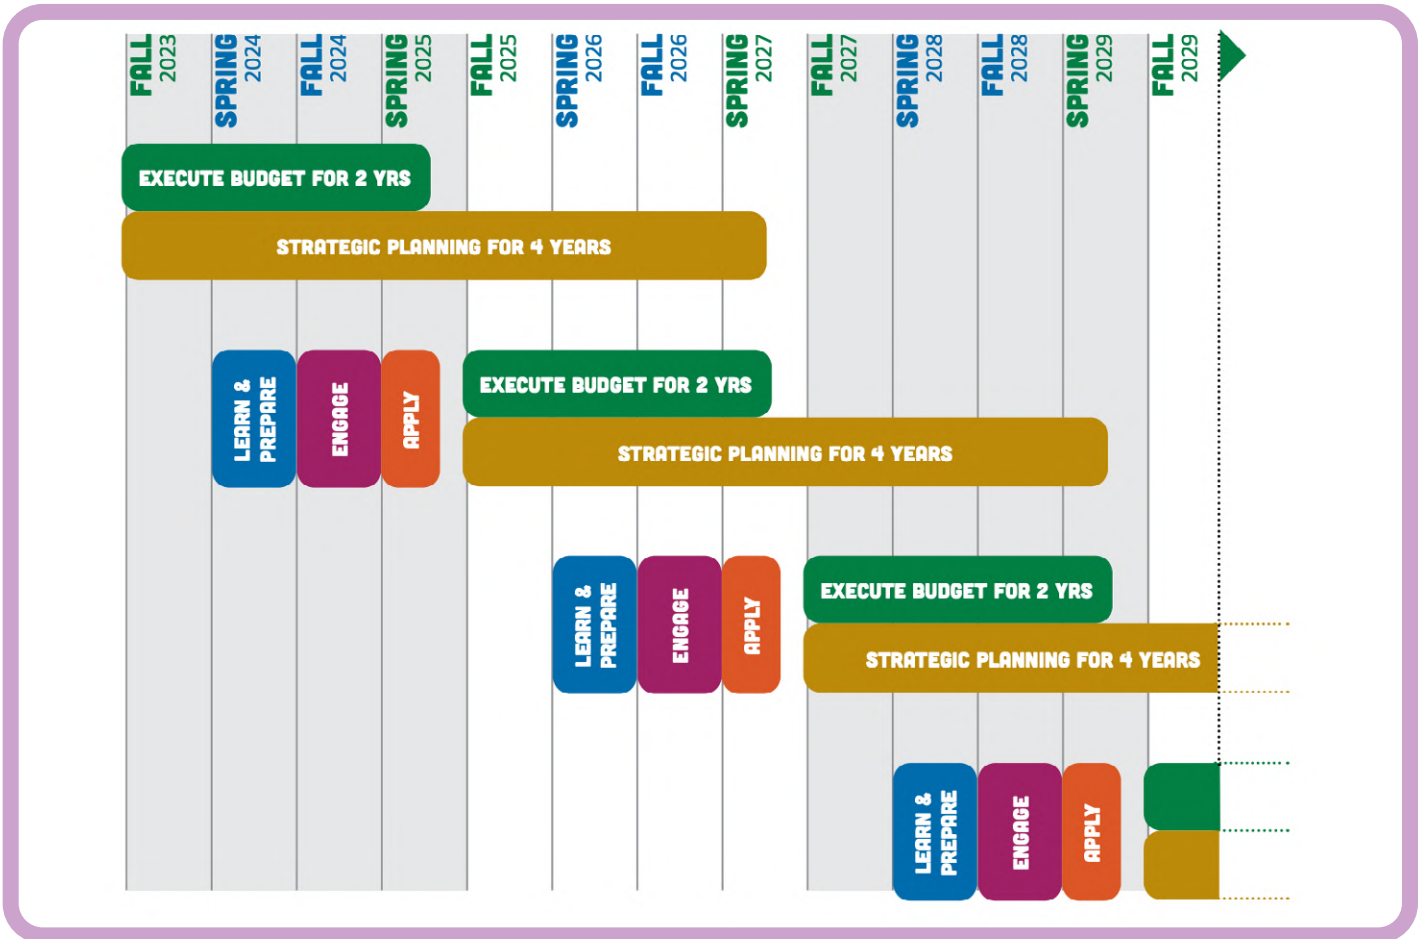 FALL
2023
SPRING
2024
FALL
2024
SPRING
2025
FALL
2025
SPRING
2026
FALL
2026
SPRING
2027
FALL
2027
SPRING
2028
FALL
2028
SPRING
2029
FALL
2029
EXECUTE BUDGET FOR 2 YRS
STRATEGIC PLANNING FOR 4 YEARS
LEARN &
PREPARE
ENGAGE
APPLY
EXECUTE BUDGET FOR 2 YRS
STRATEGIC PLANNING FOR 4 YEARS
LEARN &
PREPARE
ENGAGE
APPLY
EXECUTE BUDGET FOR 2 YRS
STRATEGIC PLANNING FOR 4 YEARS
LEARN &
PREPARE
ENGAGE
APPLY